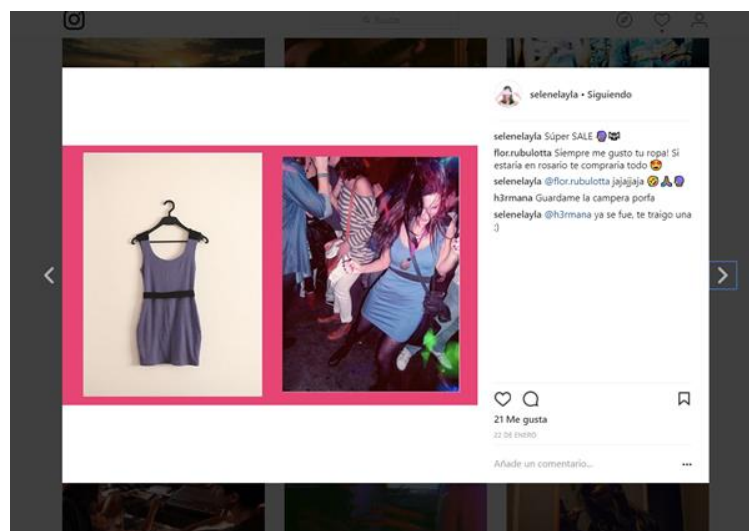 Buscar
selenelayla • Siguiendo
selenelayla Súper SALE
flor.rubulotta Siempre me gusto tu ropa! Si
estaria en rosario te compraria todo 😍
selenelayla @flor.rubulotta jajajjaja 🤣🙏🔮
h3rmana Guardame la campera porfa
selenelayla @h3rmana ya se fue, te traigo una
:)
21 Me gusta
22 DE ENERO
Añade un comentario...